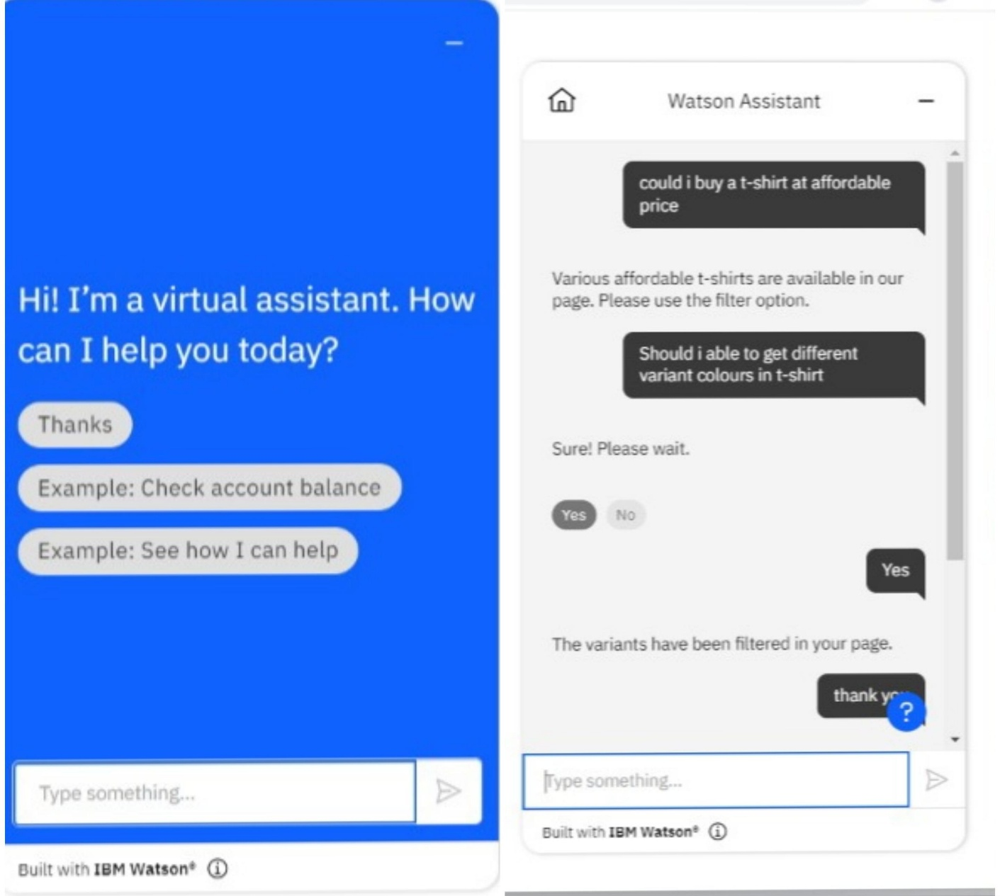 Hi! I'm a virtual assistant. How
can I help you today?
Thanks
Example: Check account balance
Example: See how I can help
Type something...
Built with IBM Watson®
Watson Assistant
could i buy a t-shirt at affordable
price
Various affordable t-shirts are available in our
page. Please use the filter option.
Should i able to get different
variant colours in t-shirt
Sure! Please wait.
Yes No
Yes
The variants have been filtered in your page.
thank you
?
Type something...
Built with IBM Watson®